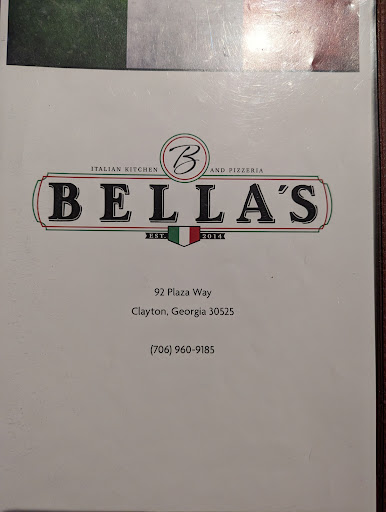 B
ITALIAN KITCHEN AND PIZZERIA
BELLA'S
EST. 2014
92 Plaza Way
Clayton, Georgia 30525
(706) 960-9185